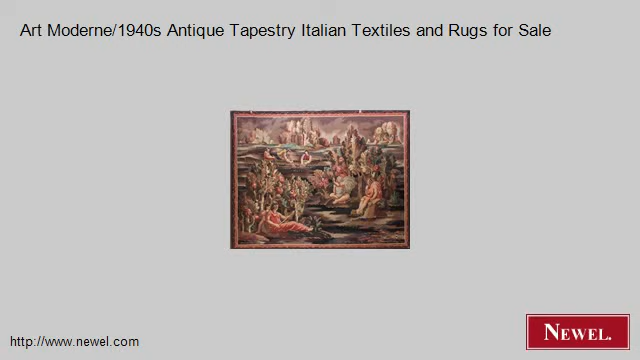 Art Moderne/1940s Antique Tapestry Italian Textiles and Rugs for Sale
http://www.newel.com
NEWEL.